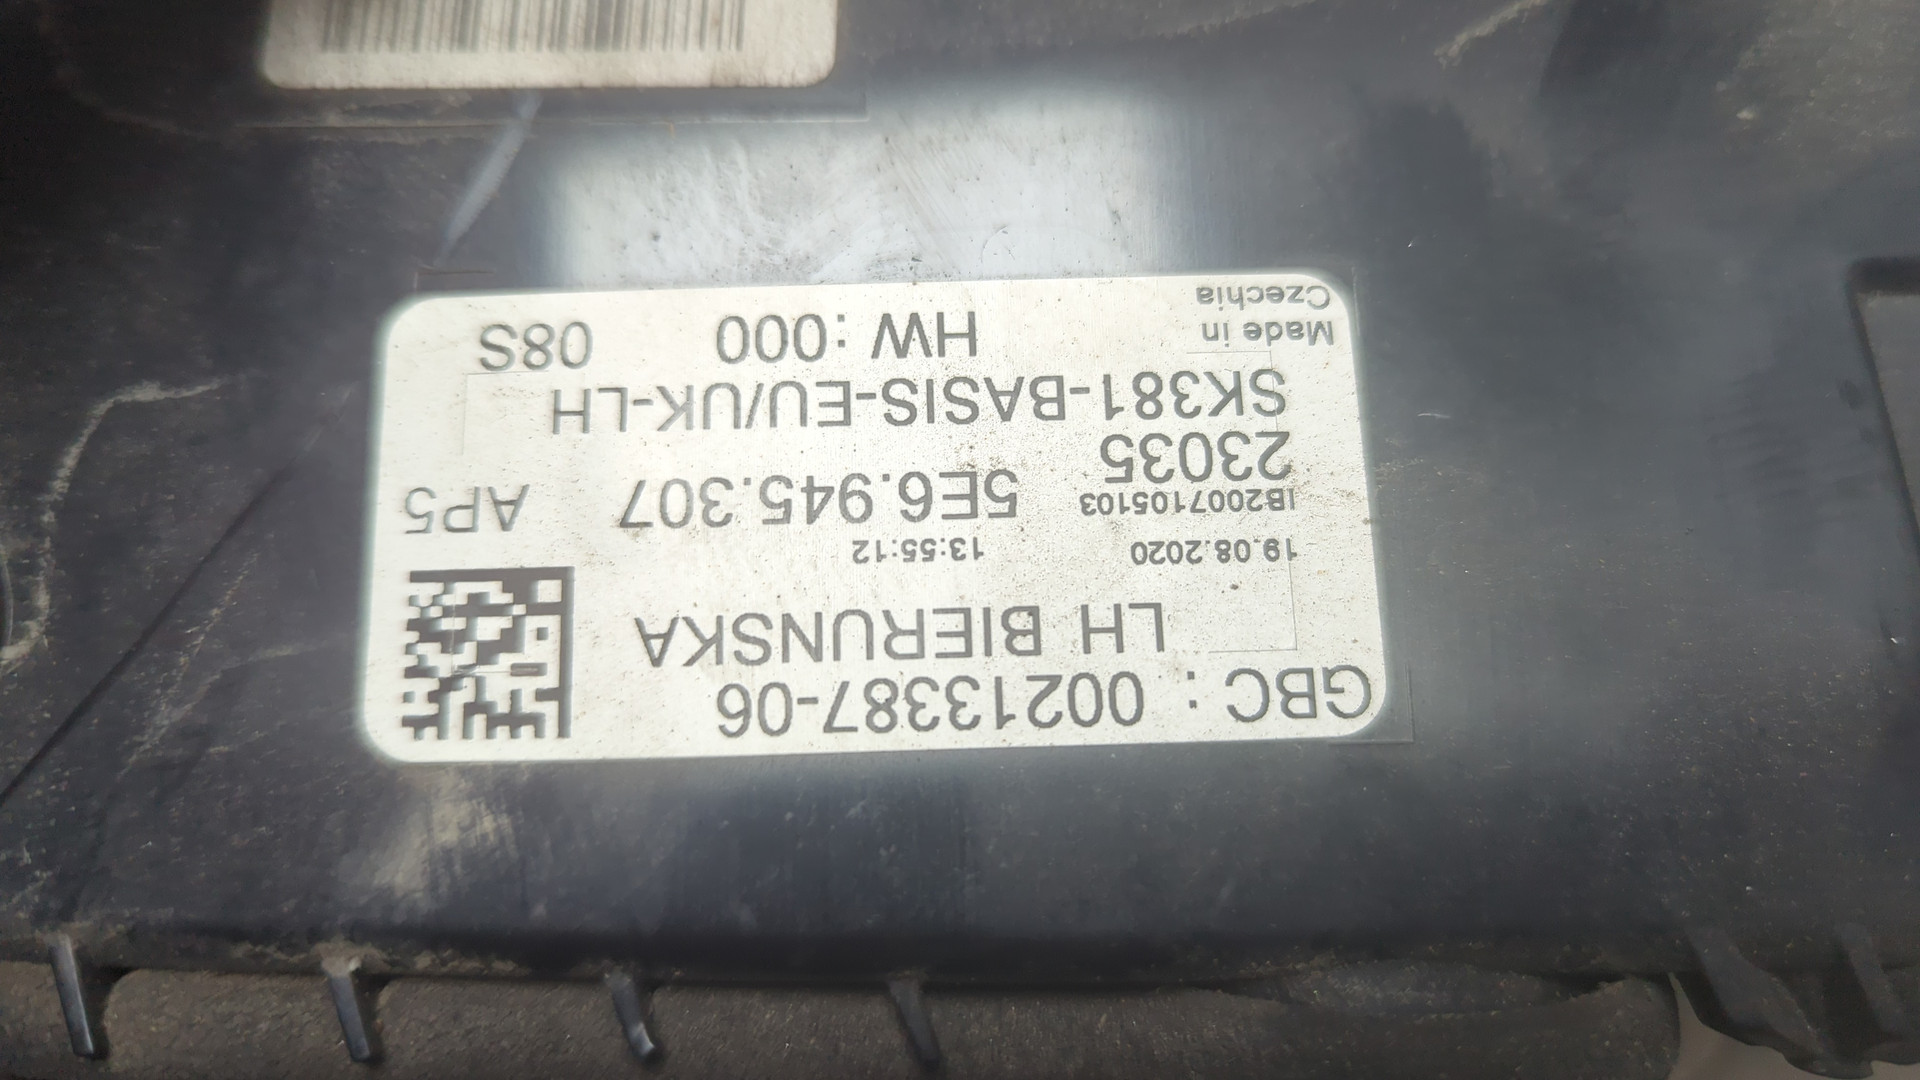 GBC : 00213387-06
LH BIERUNSKA
19.08.2020 13:55:12
IB2007105103
23035 5E6.945.307 AP5
SK381-BASIS-EU/UK-LH
Made in
Czechia
HW :000 08S